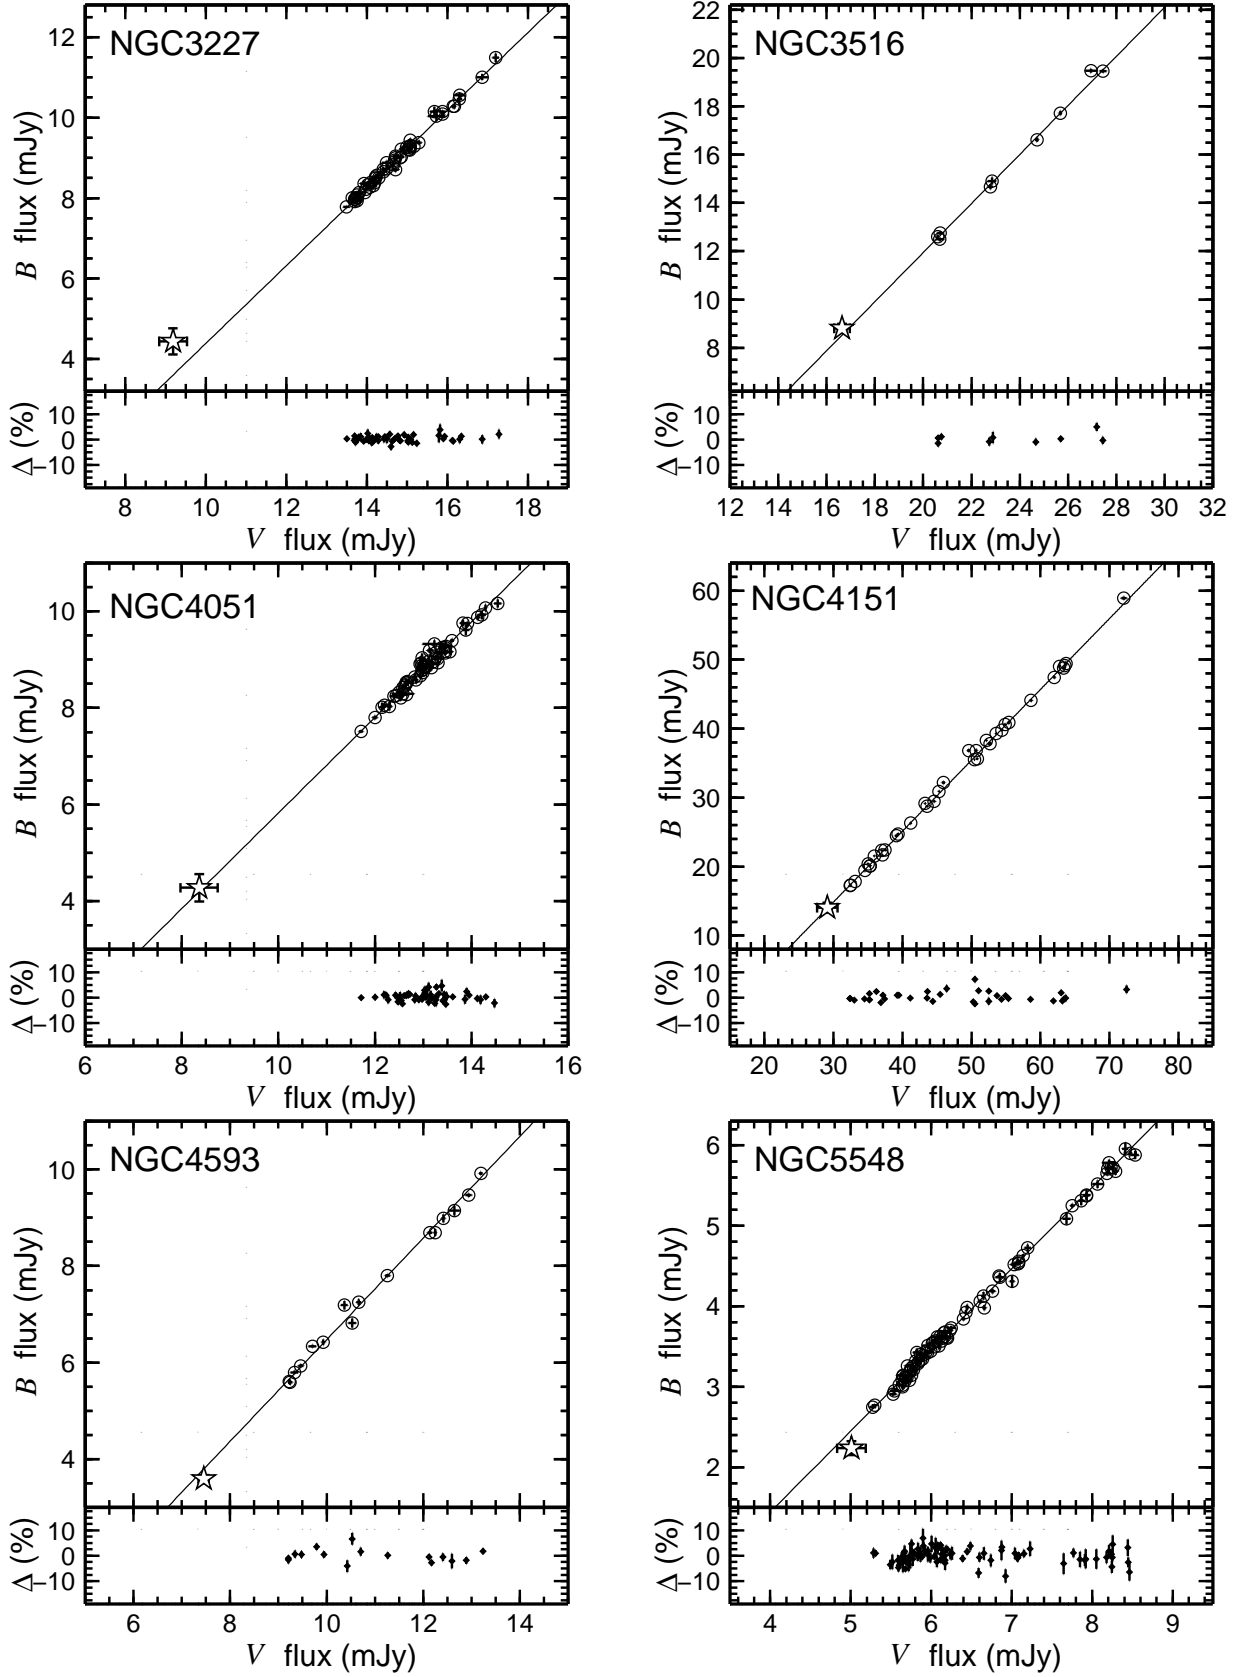 NGC3227
12
10
8
6
4
B flux (mJy)
10
0
−10
Δ (%)
8 10 12 14 16 18
V flux (mJy)
NGC3516
22
20
18
16
14
12
10
8
B flux (mJy)
10
0
−10
Δ (%)
12 14 16 18 20 22 24 26 28 30 32
V flux (mJy)
NGC4051
10
8
6
4
B flux (mJy)
10
0
−10
Δ (%)
6 8 10 12 14 16
V flux (mJy)
NGC4151
60
50
40
30
20
10
B flux (mJy)
10
0
−10
Δ (%)
20 30 40 50 60 70 80
V flux (mJy)
NGC4593
10
8
6
4
B flux (mJy)
10
0
−10
Δ (%)
6 8 10 12 14
V flux (mJy)
NGC5548
6
5
4
3
2
B flux (mJy)
10
0
−10
Δ (%)
4 5 6 7 8 9
V flux (mJy)